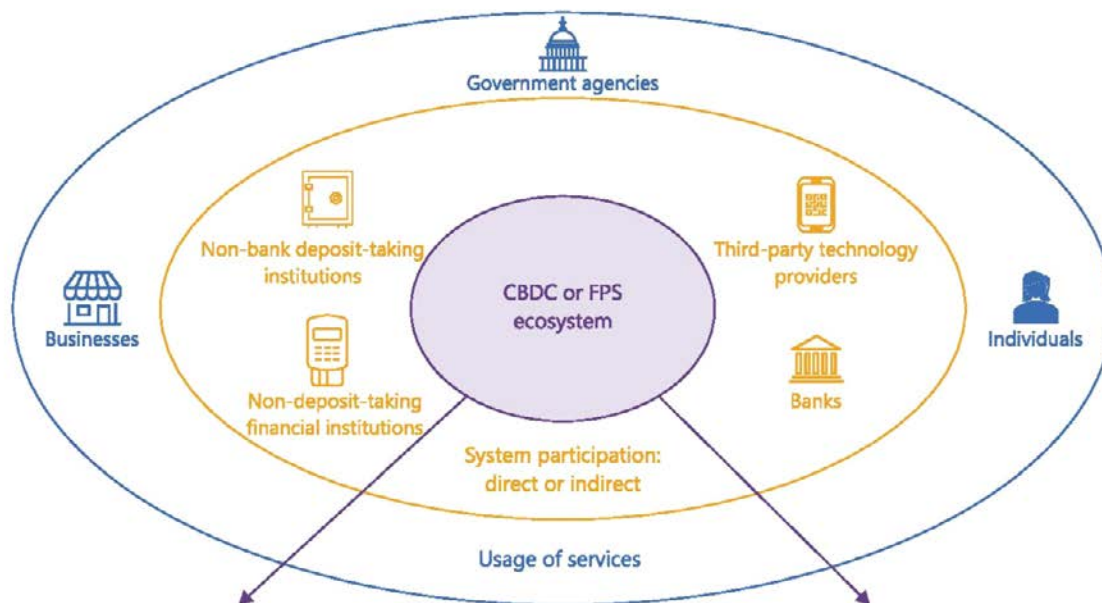 Government agencies
Non-bank deposit-taking
institutions
Third-party technology
providers
CBDC or FPS
ecosystem
Businesses
Individuals
Non-deposit-taking
financial institutions
Banks
System participation:
direct or indirect
Usage of services